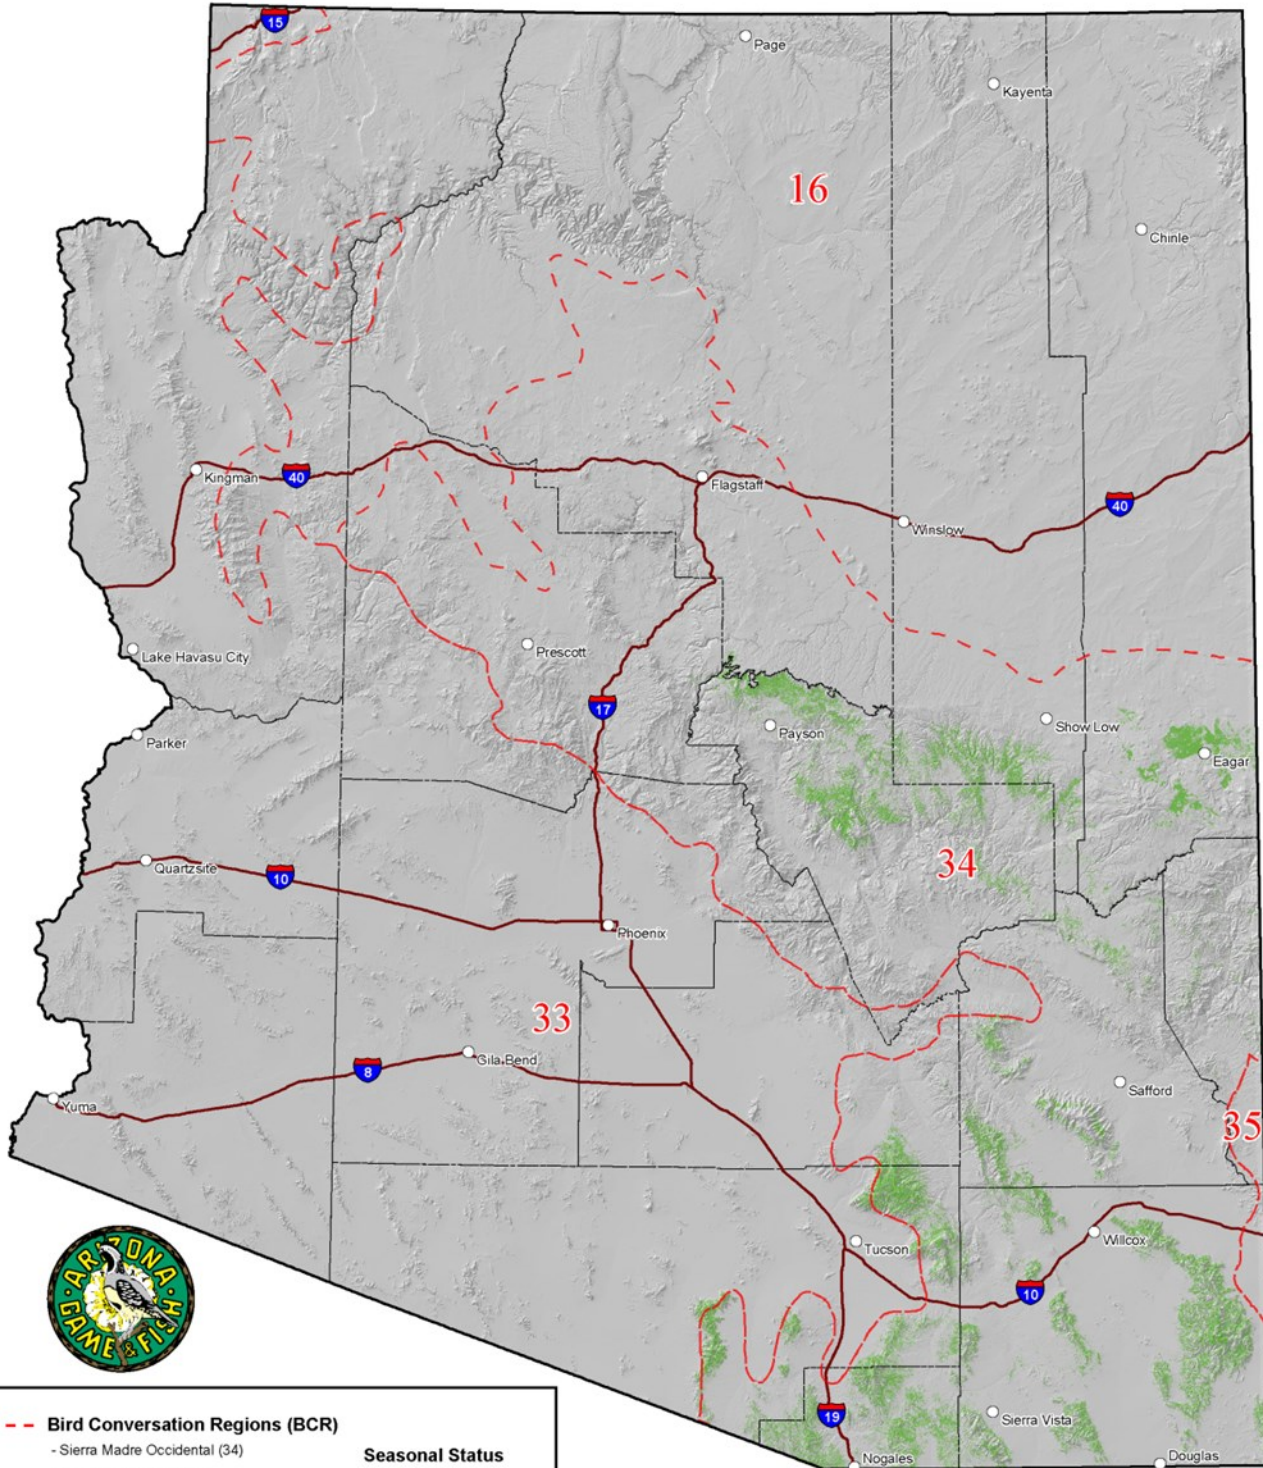 15
Page
Kayenta
16
Chinle
Kingman
40
Flagstaff
40
Winslow
Lake Havasu City
Prescott
17
Parker
Payson
Show Low
Eagar
Quartzsite
10
34
Phoenix
33
Gila Bend
8
Safford
Yuma
35
Willcox
Tucson
10
ARIZONA
GAME & FISH
19
Sierra Vista
Nogales
Douglas
Bird Conversation Regions (BCR)
- Sierra Madre Occidental (34)
Seasonal Status